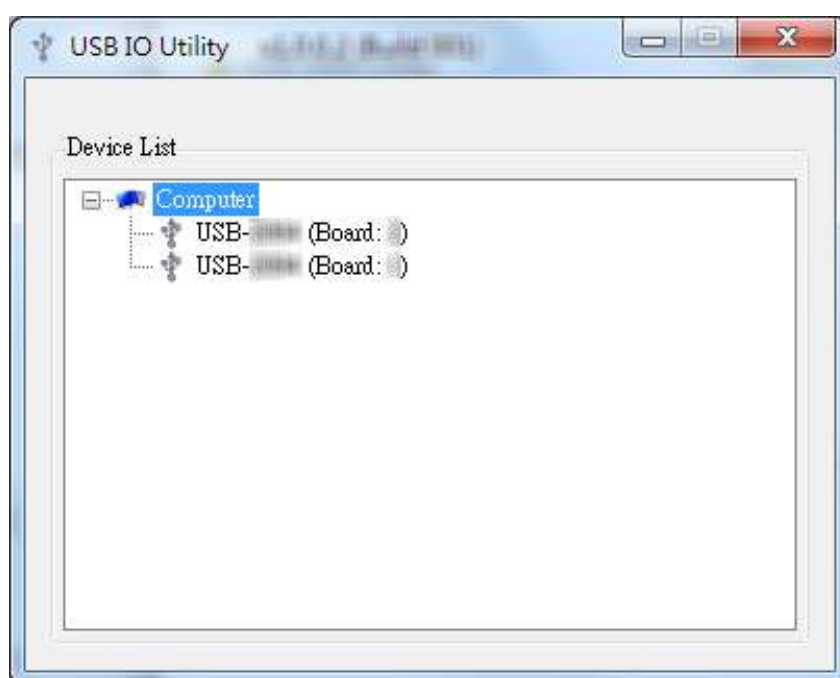 USB IO Utility
Device List
Computer
USB- (Board: )
USB- (Board: )